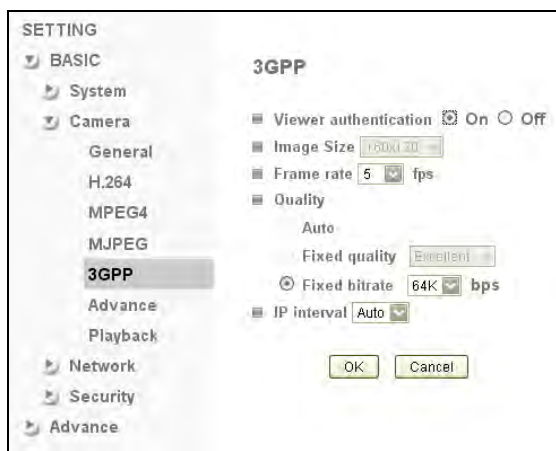 SETTING
BASIC
System
Camera
General
H.264
MPEG4
MJPEG
3GPP
Advance
Playback
Network
Security
Advance
3GPP
Viewer authentication On Off
Image Size 160x120
Frame rate 5 fps
Quality
Auto
Fixed quality Excellent
Fixed bitrate 64K bps
IP interval Auto
OK Cancel